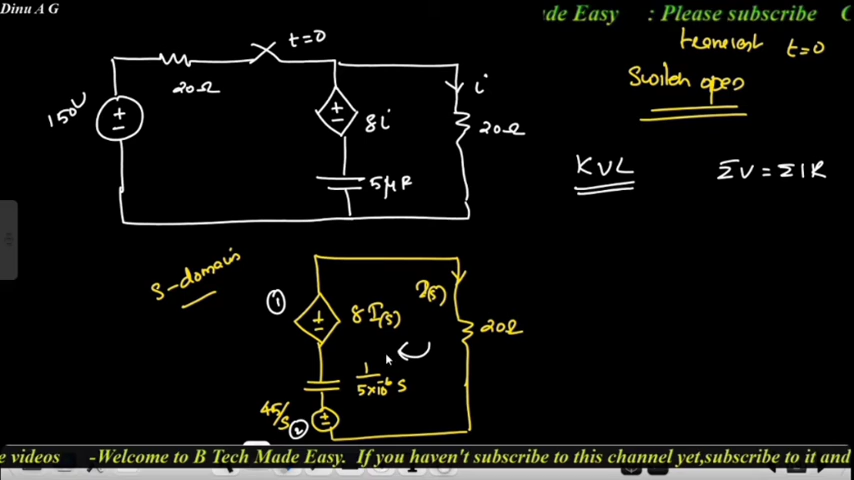 Dinu A G
de Made Easy : Please subscribe
transient t=0
Switch open
t=0
20Ω
150V
+
-
+
-
8i
i
20Ω
5μF
KVL ΣV = ΣIR
s-domain
①
+
-
8I(s)
I(s)
20Ω
1
5×10⁻⁶ s
45/s
②
+
-
e videos -Welcome to B Tech Made Easy. If you haven't subscribe to this channel yet,subscribe to it and